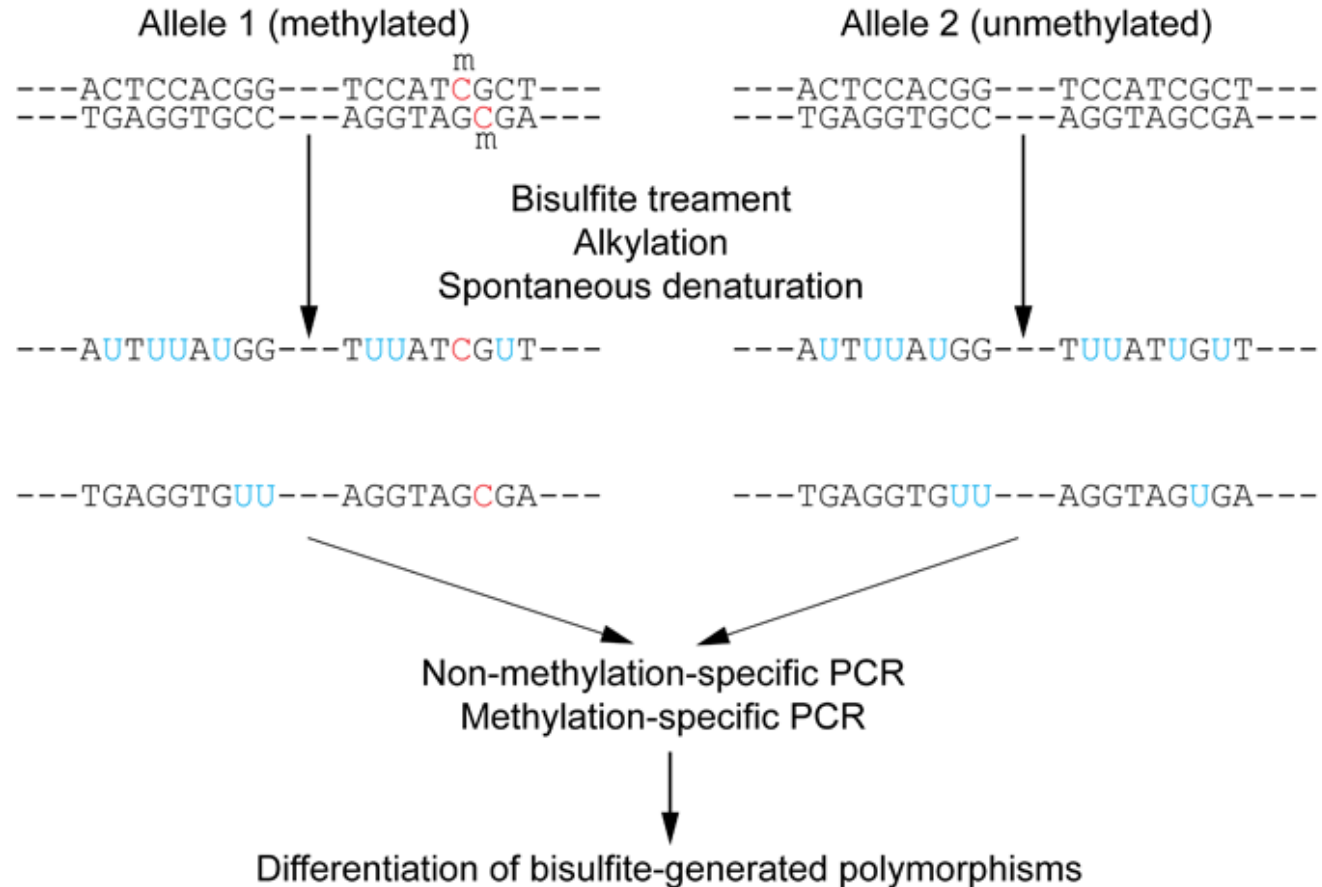 Allele 1 (methylated) Allele 2 (unmethylated)
m
---ACTCCACGG---TCCATCGCT--- ---ACTCCACGG---TCCATCGCT---
---TGAGGTGCC---AGGTAGCGA--- ---TGAGGTGCC---AGGTAGCGA---
m
Bisulfite treament
Alkylation
Spontaneous denaturation
---AUTUUAUGG---TUUATCGUT--- ---AUTUUAUGG---TUUATUGUT---
---TGAGGTGUU---AGGTAGCGA--- ---TGAGGTGUU---AGGTAGUGA---
Non-methylation-specific PCR
Methylation-specific PCR
Differentiation of bisulfite-generated polymorphisms